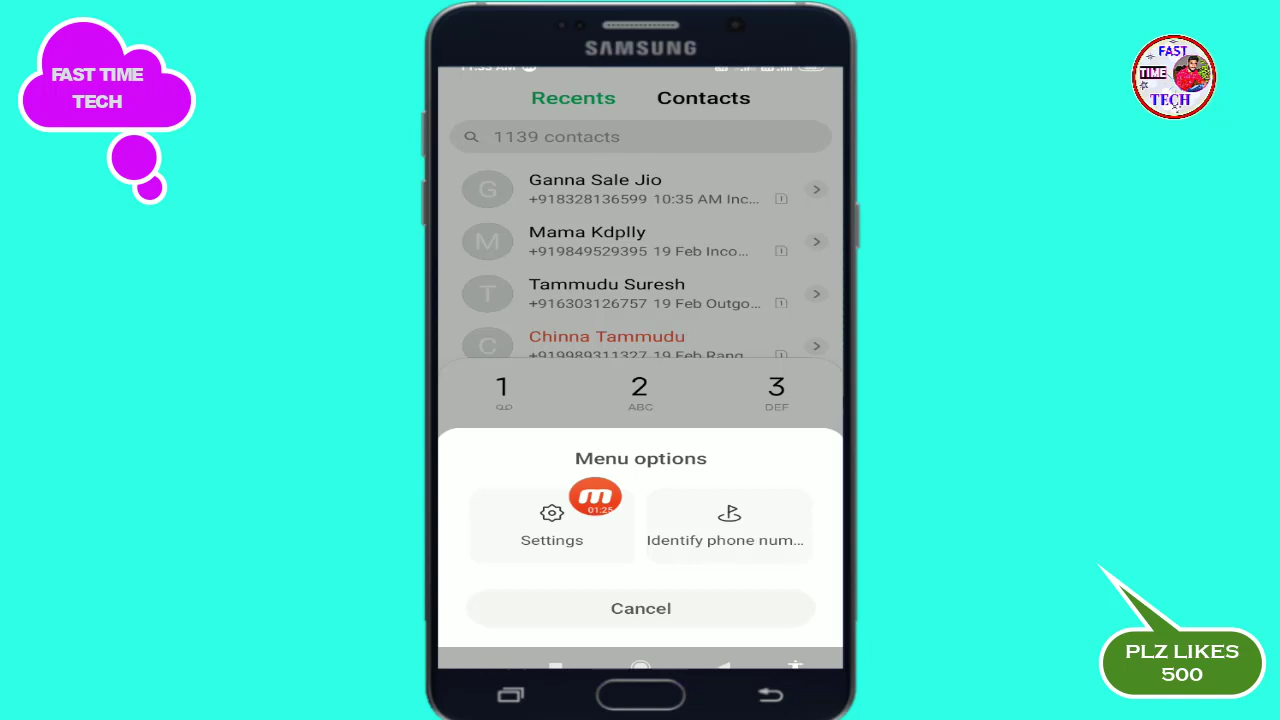 FAST TIME
TECH
SAMSUNG
FAST
TIME
TECH
Recents Contacts
1139 contacts
G Ganna Sale Jio
+918328136599 10:35 AM Inc...
M Mama Kdplly
+919849529395 19 Feb Inco...
T Tammudu Suresh
+916303126757 19 Feb Outgo...
C Chinna Tammudu
+919989311327 19 Feb Rang
1 2 3
ABC DEF
Menu options
m
01:25
Settings Identify phone num...
Cancel
PLZ LIKES
500